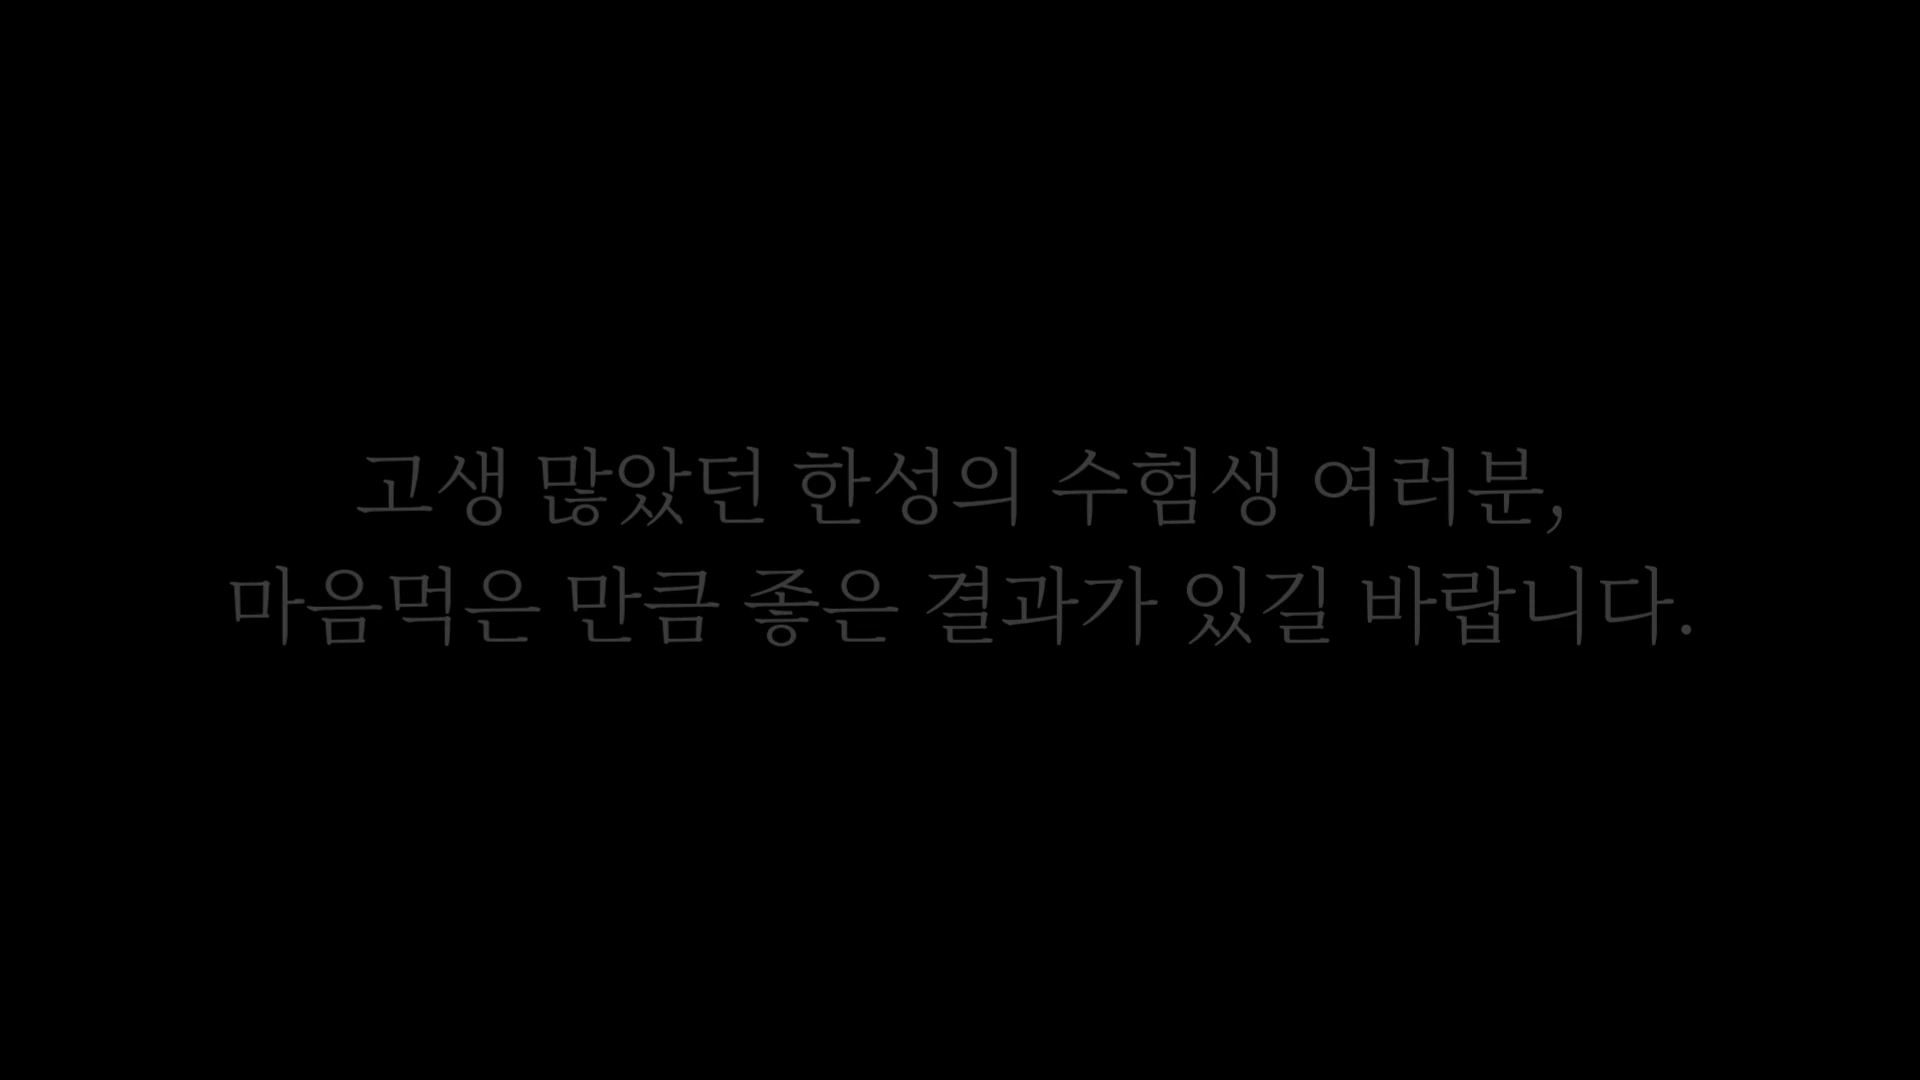 고생 많았던 한성의 수험생 여러분,
마음먹은 만큼 좋은 결과가 있길 바랍니다.